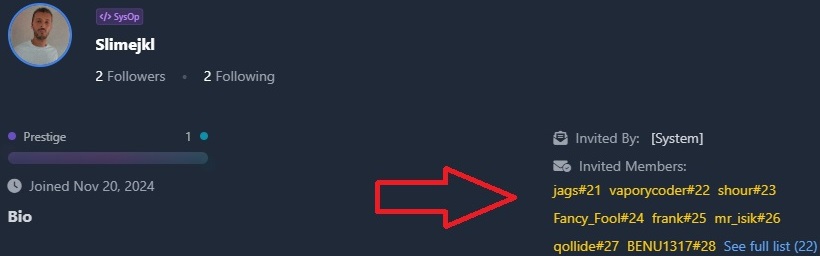 </> SysOp
Slimejkl
2 Followers • 2 Following
Prestige 1
Joined Nov 20, 2024
Bio
Invited By: [System]
Invited Members:
jags#21 vaporycoder#22 shour#23
Fancy_Fool#24 frank#25 mr_isik#26
qollide#27 BENU1317#28 See full list (22)